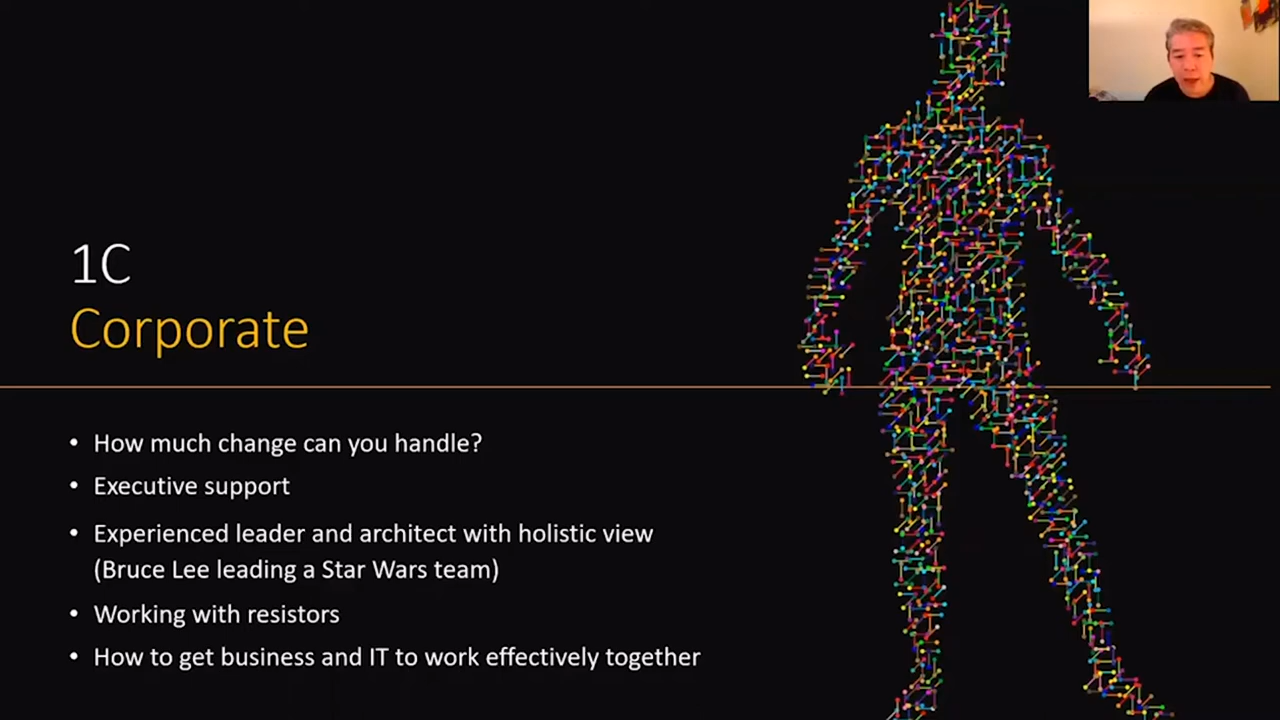 1C
Corporate
• How much change can you handle?
• Executive support
• Experienced leader and architect with holistic view
(Bruce Lee leading a Star Wars team)
• Working with resistors
• How to get business and IT to work effectively together